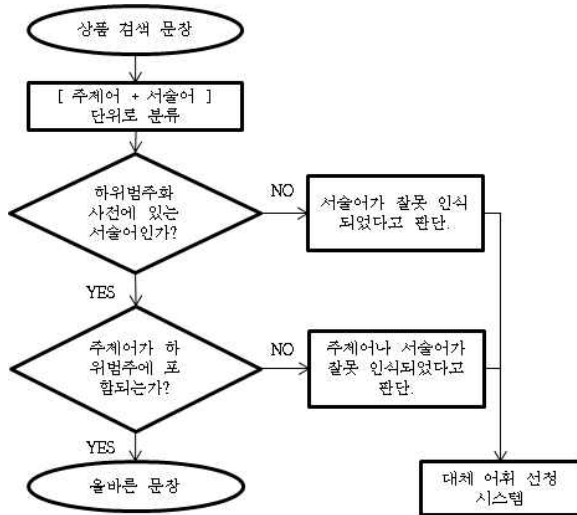 상품 검색 문장
[ 주제어 + 서술어 ]
단위로 분류
하위범주화
사전에 있는
서술어인가?
NO
서술어가 잘못 인식
되었다고 판단.
YES
주제어가 하
위범주에 포
함되는가?
NO
주제어나 서술어가
잘못 인식되었다고
판단.
YES
올바른 문장
대체 어휘 선정
시스템